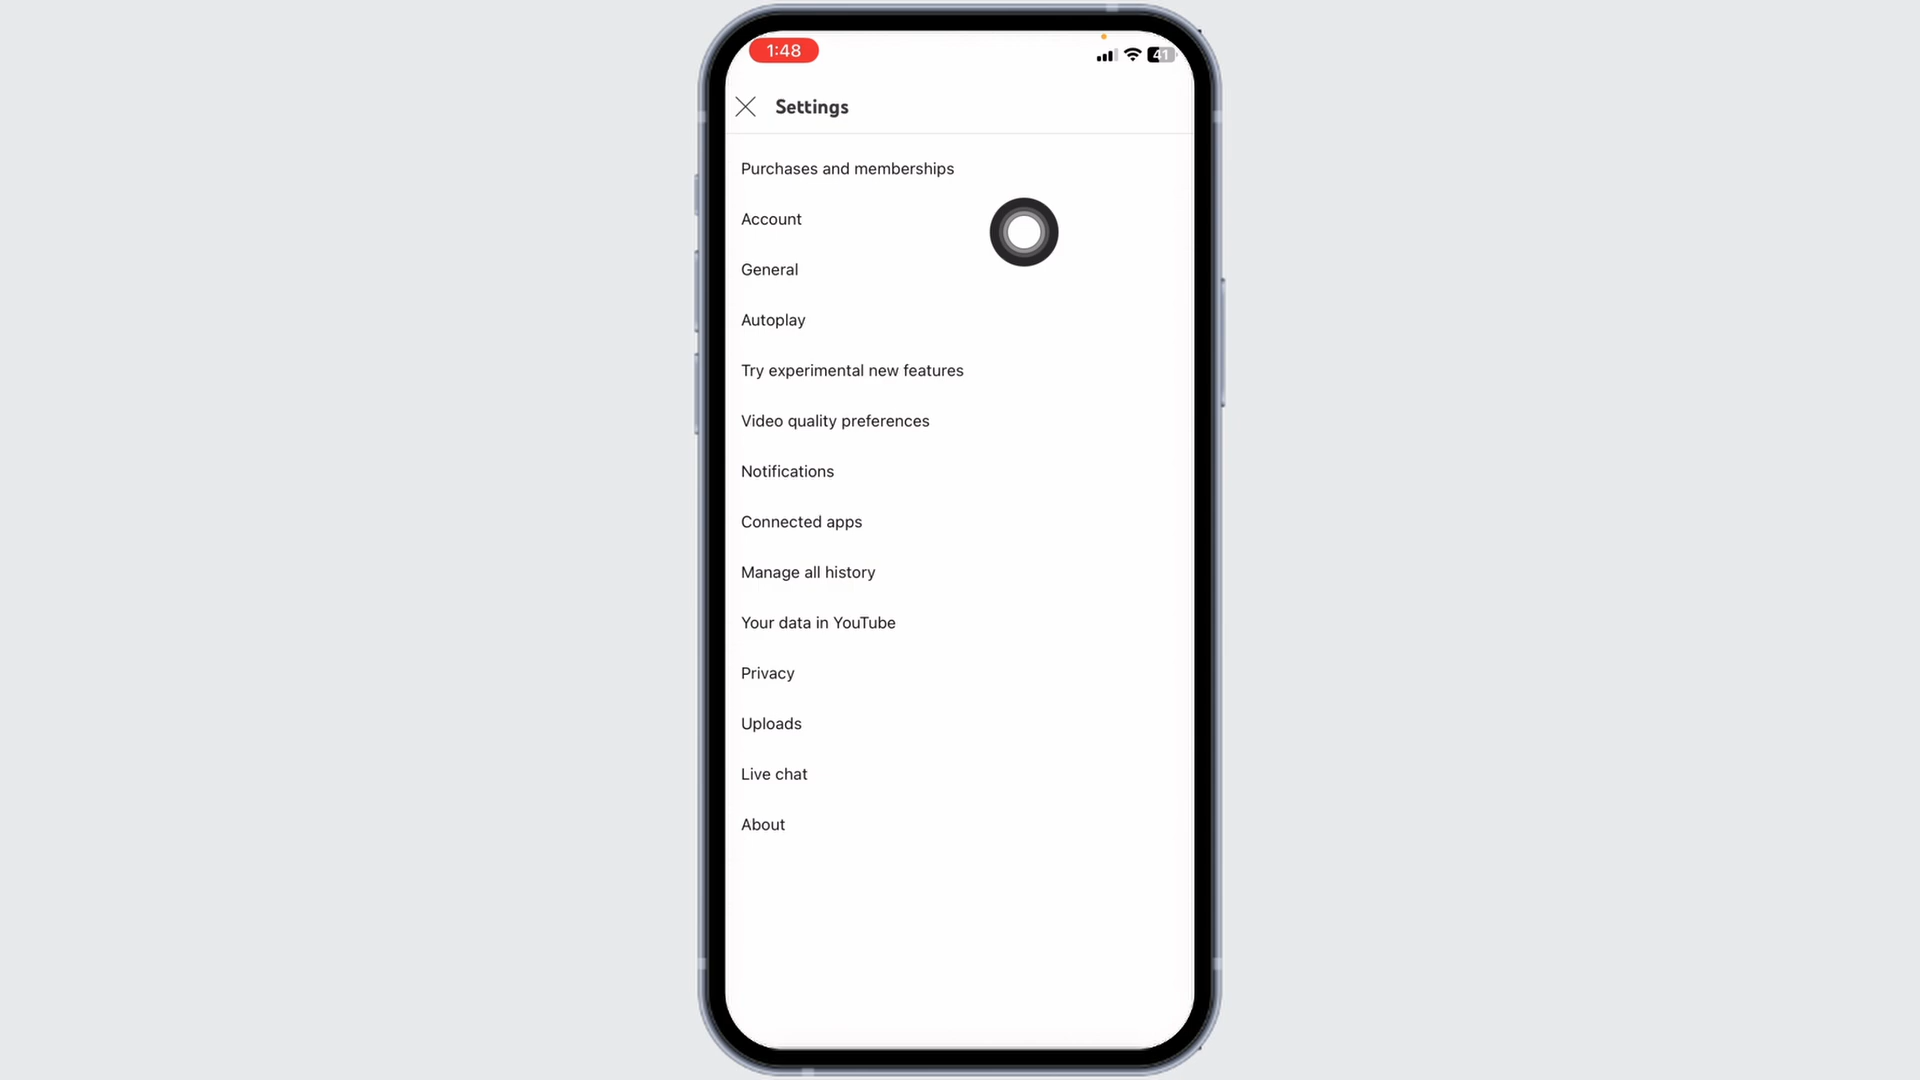 1:48
41
Settings
Purchases and memberships
Account
General
Autoplay
Try experimental new features
Video quality preferences
Notifications
Connected apps
Manage all history
Your data in YouTube
Privacy
Uploads
Live chat
About